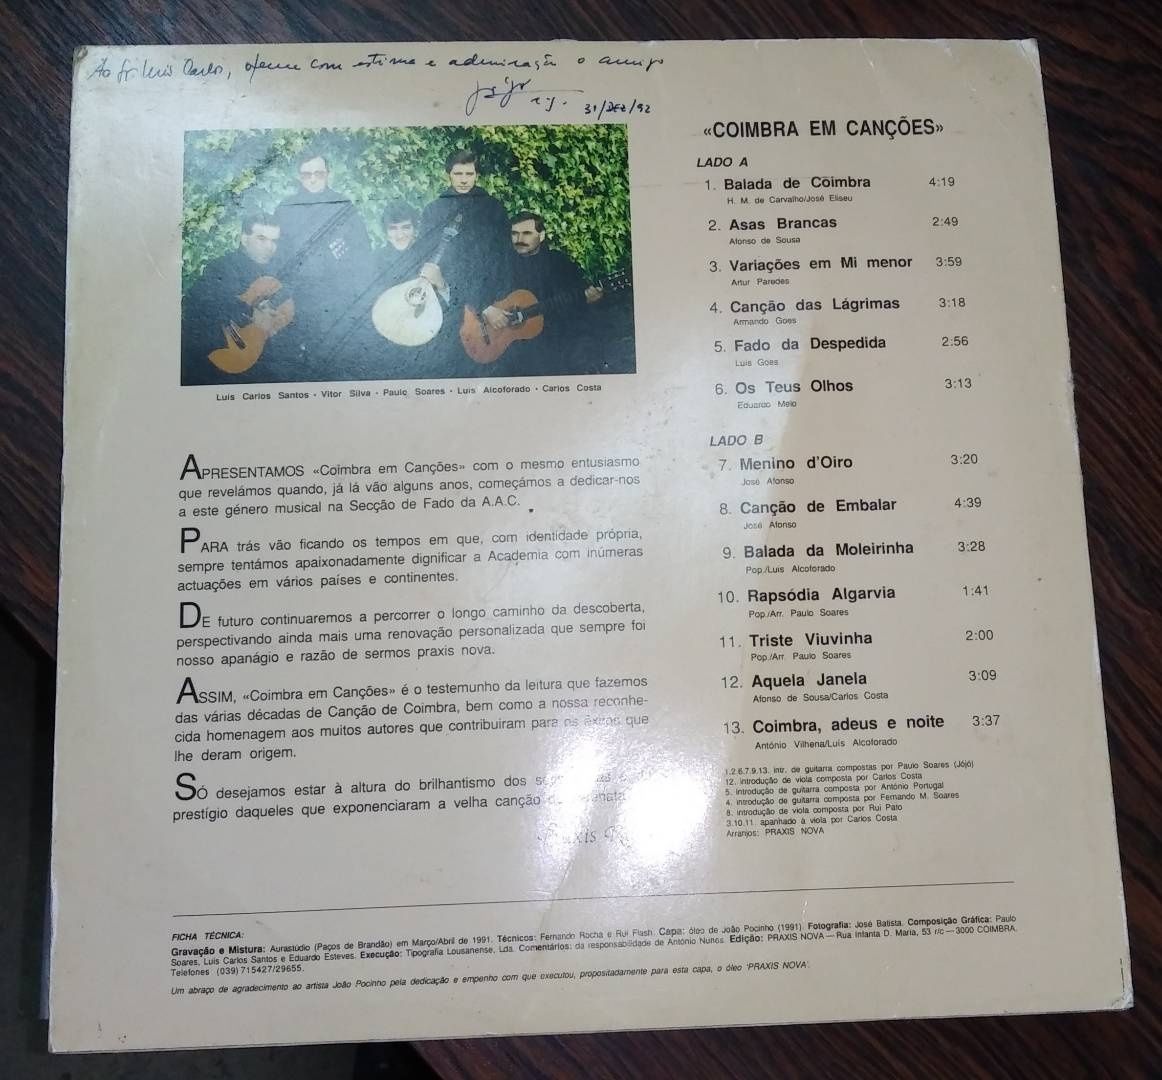 com estima e admiração o amigo
31/DEZ/92
«COIMBRA EM CANÇÕES»
LADO A
1. Balada de Coimbra 4:19
H. M. de Carvalho/José Eliseu
2. Asas Brancas 2:49
Afonso de Sousa
3. Variações em Mi menor 3:59
Artur Paredes
4. Canção das Lágrimas 3:18
Armando Goes
5. Fado da Despedida 2:56
Luis Goes
6. Os Teus Olhos 3:13
Eduardo Melo
LADO B
7. Menino d'Oiro 3:20
José Afonso
8. Canção de Embalar 4:39
José Afonso
9. Balada da Moleirinha 3:28
Pop./Luis Alcoforado
10. Rapsódia Algarvia 1:41
Pop./Arr. Paulo Soares
11. Triste Viuvinha 2:00
Pop./Arr. Paulo Soares
12. Aquela Janela 3:09
Afonso de Sousa/Carlos Costa
13. Coimbra, adeus e noite 3:37
António Vilhena/Luis Alcoforado
1.2.6.7.9.13. intr. de guitarra compostas por Paulo Soares (Jójó)
12. introdução de viola composta por Carlos Costa
5. introdução de guitarra composta por António Portugal
4. introdução de guitarra composta por Fernando M. Soares
8. introdução de viola composta por Rui Pato
3.10.11. apanhado à viola por Carlos Costa
Arranjos: PRAXIS NOVA
Luis Carlos Santos · Vitor Silva · Paulo Soares · Luis Alcoforado · Carlos Costa
APRESENTAMOS «Coimbra em Canções» com o mesmo entusiasmo
que revelámos quando, já lá vão alguns anos, começámos a dedicar-nos
a este género musical na Secção de Fado da A.A.C.
PARA trás vão ficando os tempos em que, com identidade própria,
sempre tentámos apaixonadamente dignificar a Academia com inúmeras
actuações em vários países e continentes.
DE futuro continuaremos a percorrer o longo caminho da descoberta,
perspectivando ainda mais uma renovação personalizada que sempre foi
nosso apanágio e razão de sermos praxis nova.
ASSIM, «Coimbra em Canções» é o testemunho da leitura que fazemos
das várias décadas de Canção de Coimbra, bem como a nossa reconhe-
cida homenagem aos muitos autores que contribuiram para os êxitos que
lhe deram origem.
SÓ desejamos estar à altura do brilhantismo dos
prestígio daqueles que exponenciaram a velha canção
FICHA TÉCNICA:
Gravação e Mistura: Aurastúdio (Paços de Brandão) em Março/Abril de 1991. Técnicos: Fernando Rocha e Rui Flash. Capa: óleo de João Pocinho (1991). Fotografia: José Batista. Composição Gráfica: Paulo
Soares, Luis Carlos Santos e Eduardo Esteves. Execução: Tipografia Lousanense, Lda. Comentários: da responsabilidade de António Nunos. Edição: PRAXIS NOVA — Rua Infanta D. Maria, 53 r/c — 3000 COIMBRA.
Telefones (039) 715427/29655.
Um abraço de agradecimento ao artista João Pocinho pela dedicação e empenho com que executou, propositadamente para esta capa, o óleo 'PRAXIS NOVA'.